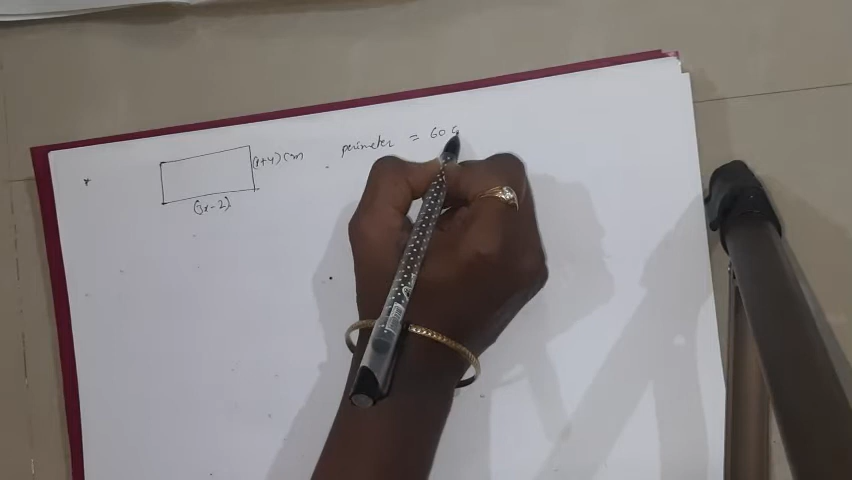 (x+4) cm perimeter = 60 c
(3x-2)